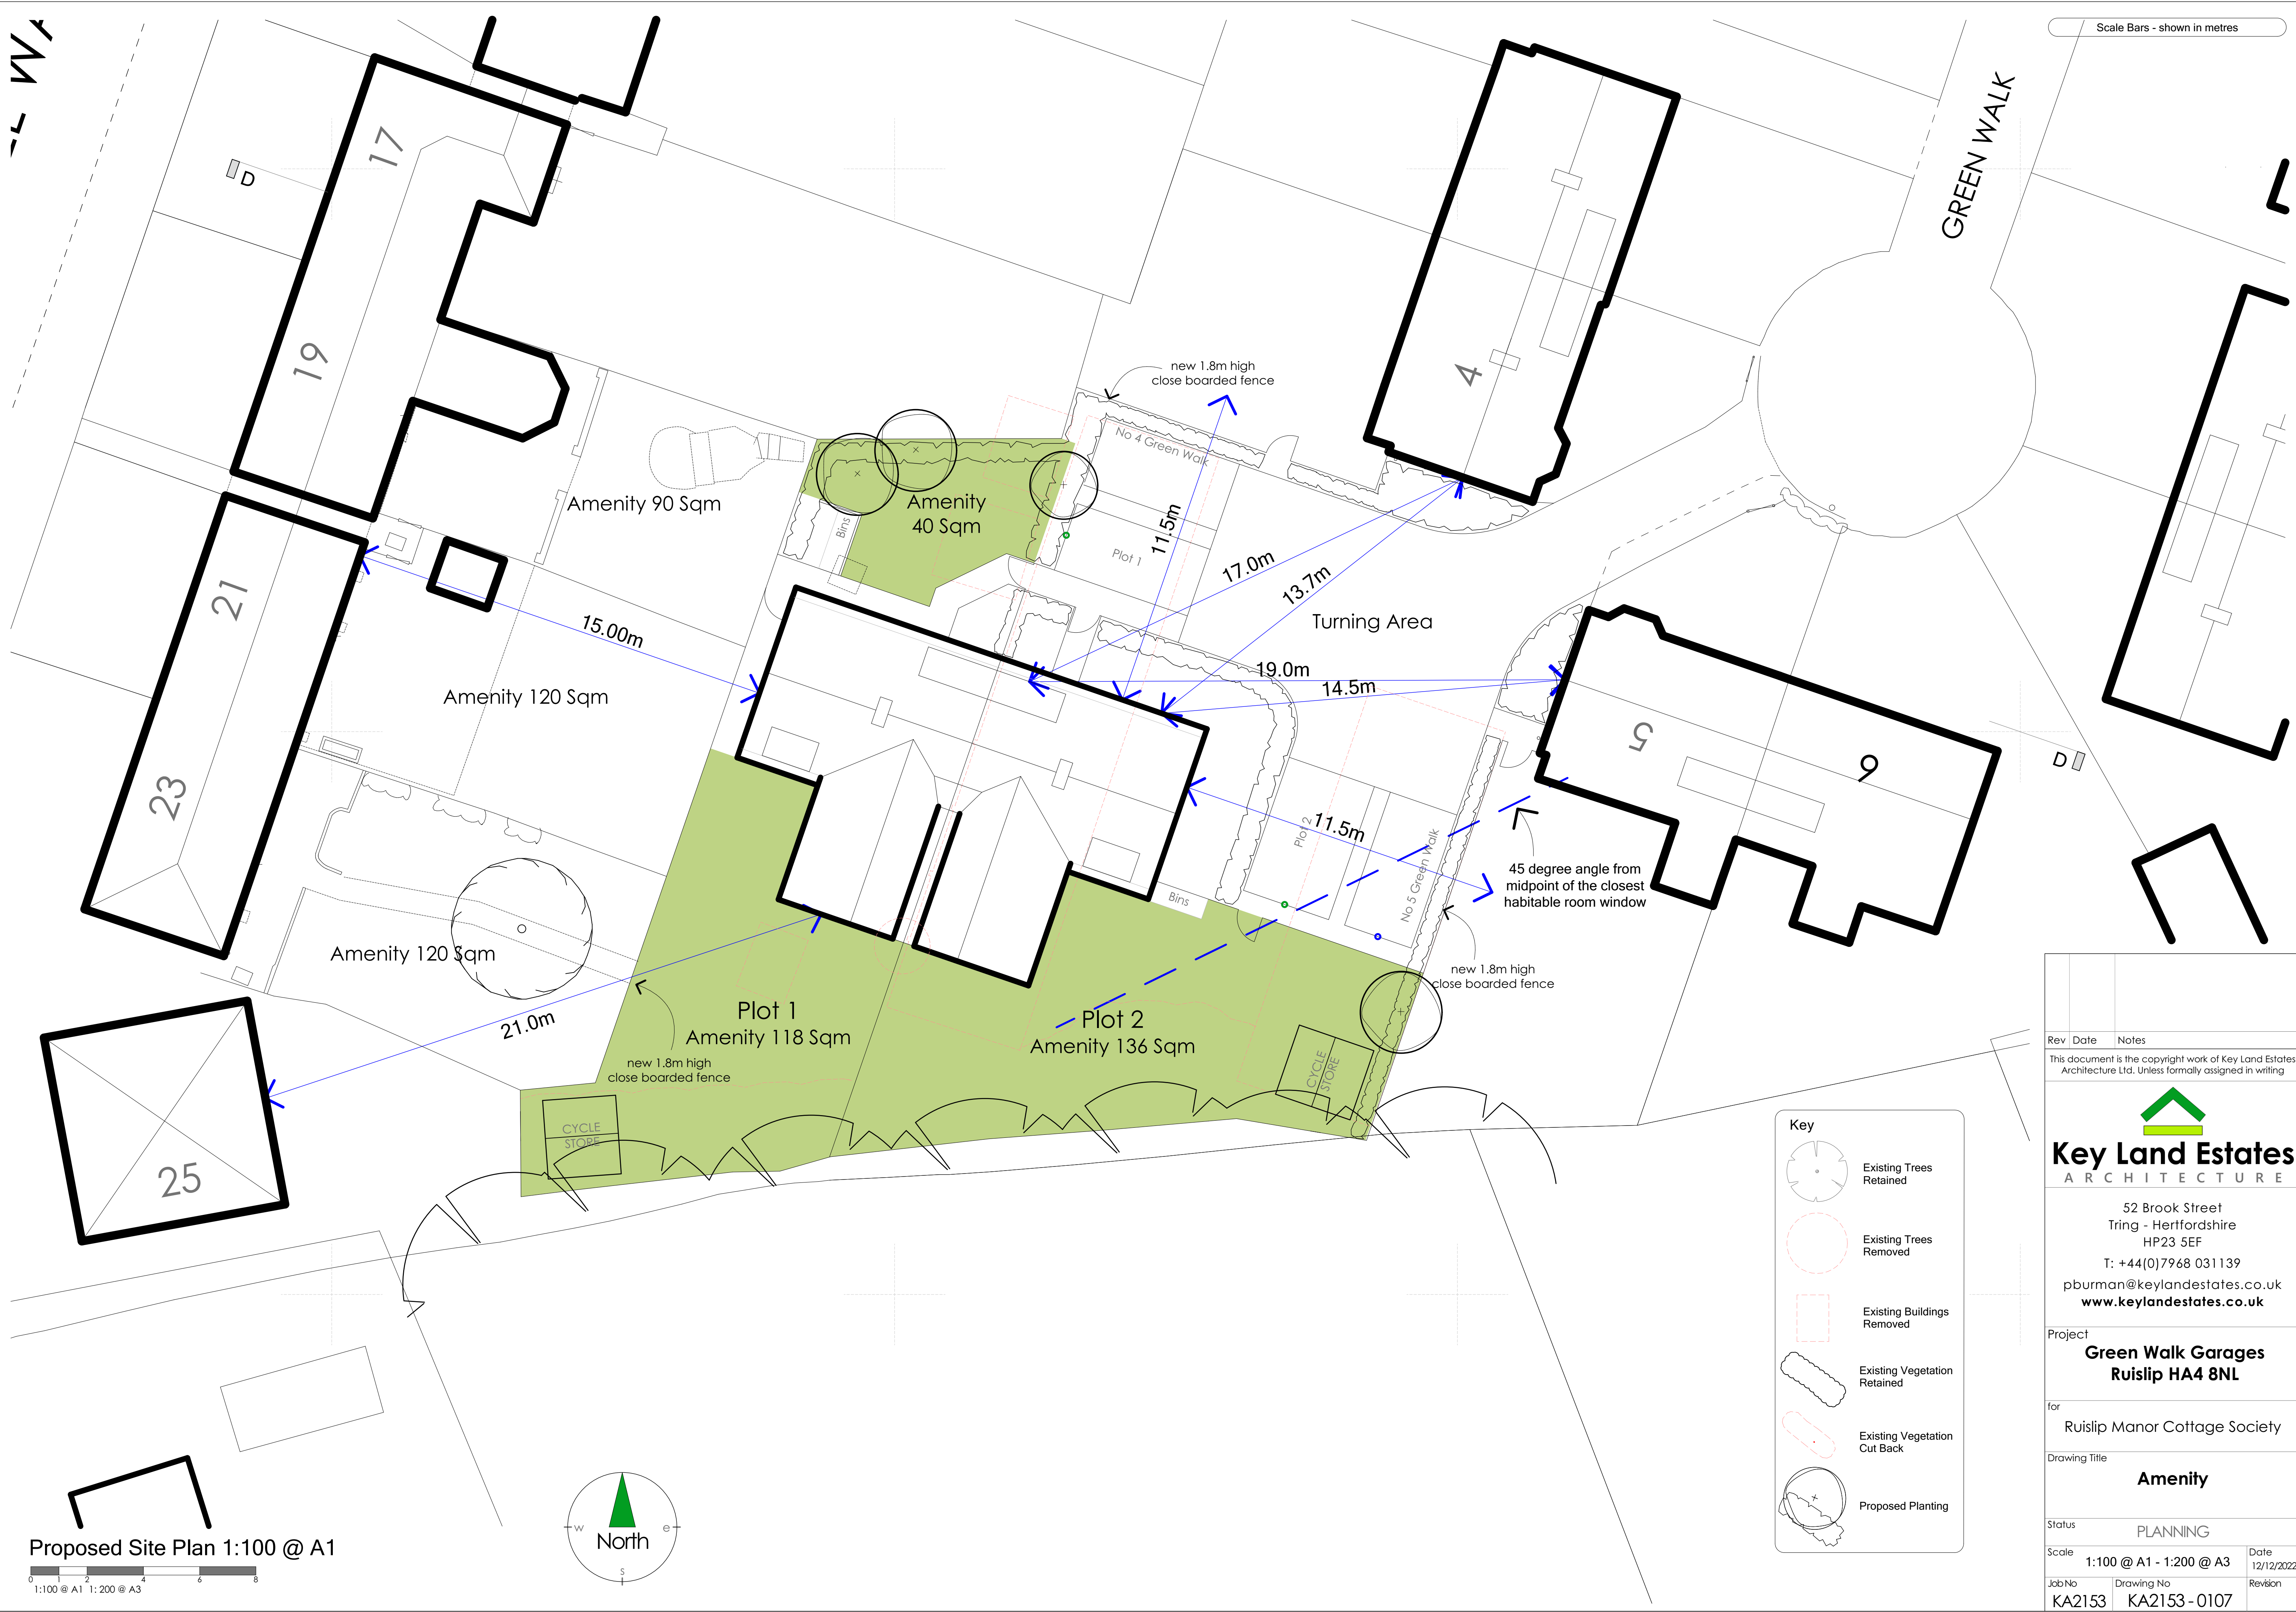 Scale Bars - shown in metres
GREEN WALK
17
D
19
4
new 1.8m high
close boarded fence
No 4 Green Walk
Amenity 90 Sqm
Amenity
40 Sqm
Bins
Plot 1
11.5m
17.0m
13.7m
Turning Area
21
15.00m
19.0m
14.5m
Amenity 120 Sqm
5
6
D
23
Plot 2
11.5m
No 5 Green Walk
45 degree angle from
midpoint of the closest
habitable room window
Bins
Amenity 120 Sqm
new 1.8m high
close boarded fence
Plot 1
Amenity 118 Sqm
Plot 2
Amenity 136 Sqm
21.0m
new 1.8m high
close boarded fence
CYCLE
STORE
CYCLE
STORE
25
Key
Existing Trees
Retained
Existing Trees
Removed
Existing Buildings
Removed
Existing Vegetation
Retained
Existing Vegetation
Cut Back
Proposed Planting
Proposed Site Plan 1:100 @ A1
0 1 2 4 6 8
1:100 @ A1 1: 200 @ A3
w e
North
s
Rev Date Notes
This document is the copyright work of Key Land Estates
Architecture Ltd. Unless formally assigned in writing
Key Land Estates
ARCHITECTURE
52 Brook Street
Tring - Hertfordshire
HP23 5EF
T: +44(0)7968 031139
pburman@keylandestates.co.uk
www.keylandestates.co.uk
Project
Green Walk Garages
Ruislip HA4 8NL
for
Ruislip Manor Cottage Society
Drawing Title
Amenity
Status
PLANNING
Scale
1:100 @ A1 - 1:200 @ A3
Date
12/12/2022
Job No
KA2153
Drawing No
KA2153 - 0107
Revision